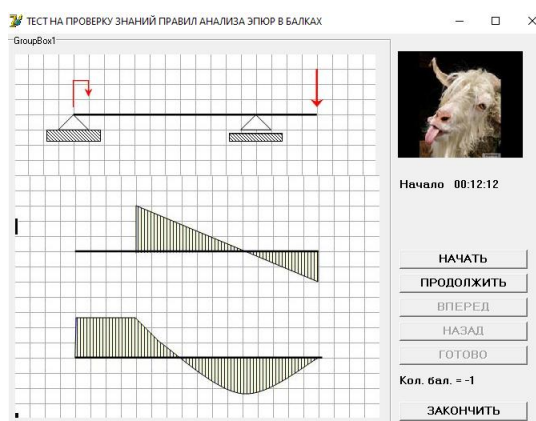 ТЕСТ НА ПРОВЕРКУ ЗНАНИЙ ПРАВИЛ АНАЛИЗА ЭПЮР В БАЛКАХ
GroupBox1
Начало 00:12:12
НАЧАТЬ
ПРОДОЛЖИТЬ
ВПЕРЕД
НАЗАД
ГОТОВО
Кол. бал. = -1
ЗАКОНЧИТЬ